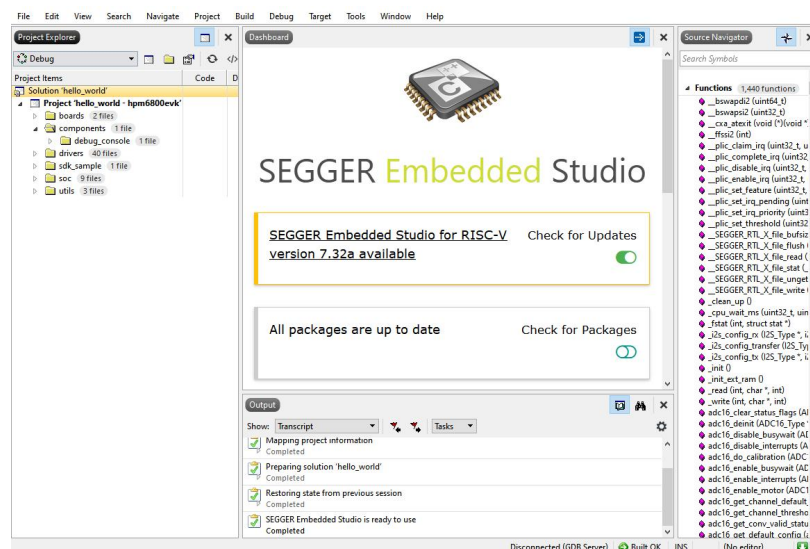 File Edit View Search Navigate Project Build Debug Target Tools Window Help
Project Explorer
Debug
Project Items Code D
Solution 'hello_world'
Project 'hello_world - hpm6800evk'
boards 2 files
components 1 file
debug_console 1 file
drivers 40 files
sdk_sample 1 file
soc 9 files
utils 3 files
Dashboard
SEGGER Embedded Studio
SEGGER Embedded Studio for RISC-V
version 7.32a available
Check for Updates
All packages are up to date
Check for Packages
Output
Show: Transcript Tasks
Mapping project information
Completed
Preparing solution 'hello_world'
Completed
Restoring state from previous session
Completed
SEGGER Embedded Studio is ready to use
Completed
Source Navigator
Search Symbols
Functions 1,440 functions
__bswapdi2 (uint64_t)
__bswapsi2 (uint32_t)
__cxa_atexit (void (*)(void *
__ffssi2 (int)
__plic_claim_irq (uint32_t, u
__plic_complete_irq (uint32
__plic_disable_irq (uint32_t,
__plic_enable_irq (uint32_t,
__plic_set_feature (uint32_t,
__plic_set_irq_pending (uint
__plic_set_irq_priority (uint3
__plic_set_threshold (uint32
__SEGGER_RTL_X_file_bufsiz
__SEGGER_RTL_X_file_flush (
__SEGGER_RTL_X_file_read (
__SEGGER_RTL_X_file_stat (_
__SEGGER_RTL_X_file_unget
__SEGGER_RTL_X_file_write (
_clean_up ()
_cpu_wait_ms (uint32_t, uin
_fstat (int, struct stat *)
_i2s_config_rx (I2S_Type *, i
_i2s_config_transfer (I2S_Ty
_i2s_config_tx (I2S_Type *, i
_init ()
_init_ext_ram ()
_read (int, char *, int)
_write (int, char *, int)
adc16_clear_status_flags (A
adc16_deinit (ADC16_Type *
adc16_disable_busywait (A
adc16_disable_interrupts (A
adc16_do_calibration (ADC
adc16_enable_busywait (AD
adc16_enable_interrupts (A
adc16_enable_motor (ADC1
adc16_get_channel_default_
adc16_get_channel_thresho
adc16_get_conv_valid_statu
adc16_get_default_config (a
Disconnected (GDB Server) Built OK INS (No editor)